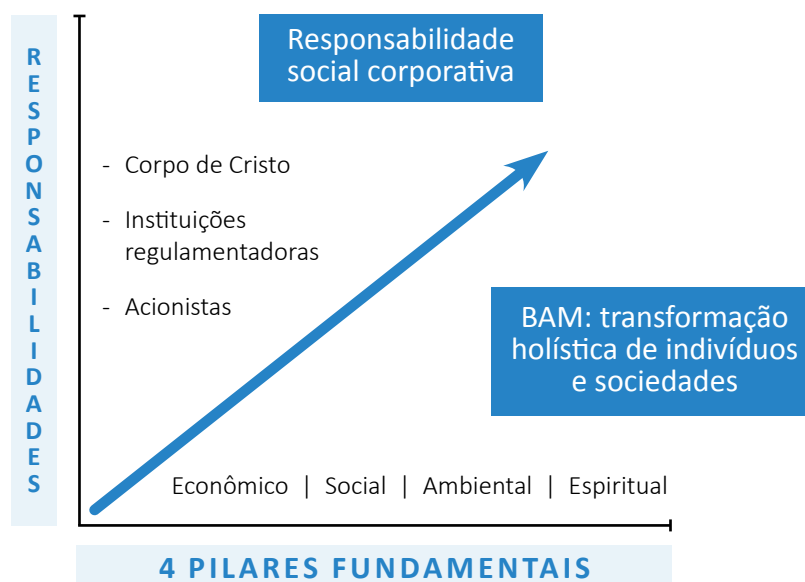 RESPONSABILIDADES
Responsabilidade
social corporativa
- Corpo de Cristo
- Instituições
regulamentadoras
- Acionistas
BAM: transformação
holística de indivíduos
e sociedades
Econômico | Social | Ambiental | Espiritual
4 PILARES FUNDAMENTAIS